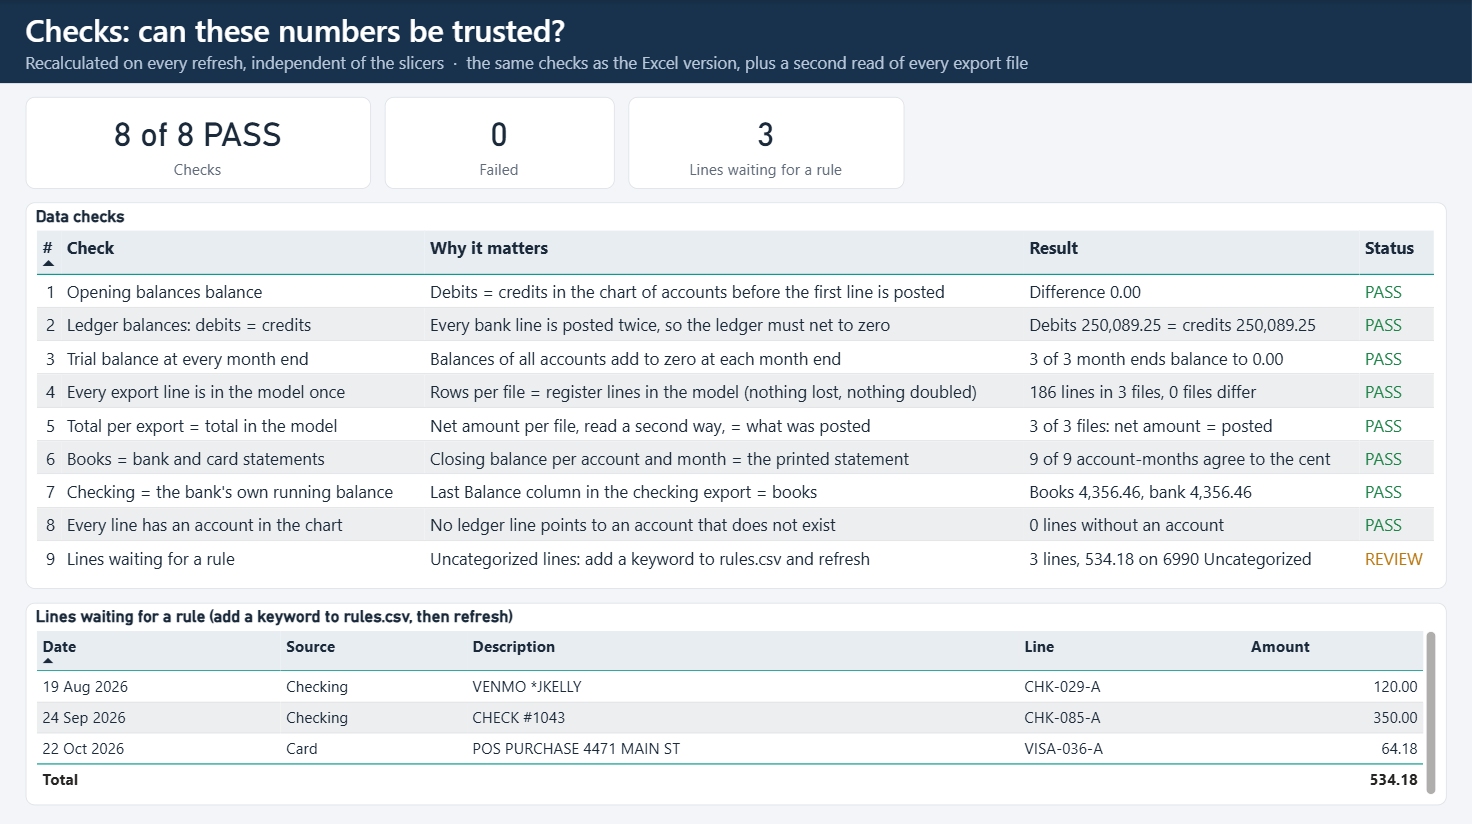 Checks: can these numbers be trusted?
Recalculated on every refresh, independent of the slicers · the same checks as the Excel version, plus a second read of every export file
8 of 8 PASS
Checks
0
Failed
3
Lines waiting for a rule
Data checks
# Check Why it matters Result Status
1 Opening balances balance Debits = credits in the chart of accounts before the first line is posted Difference 0.00 PASS
2 Ledger balances: debits = credits Every bank line is posted twice, so the ledger must net to zero Debits 250,089.25 = credits 250,089.25 PASS
3 Trial balance at every month end Balances of all accounts add to zero at each month end 3 of 3 month ends balance to 0.00 PASS
4 Every export line is in the model once Rows per file = register lines in the model (nothing lost, nothing doubled) 186 lines in 3 files, 0 files differ PASS
5 Total per export = total in the model Net amount per file, read a second way, = what was posted 3 of 3 files: net amount = posted PASS
6 Books = bank and card statements Closing balance per account and month = the printed statement 9 of 9 account-months agree to the cent PASS
7 Checking = the bank's own running balance Last Balance column in the checking export = books Books 4,356.46, bank 4,356.46 PASS
8 Every line has an account in the chart No ledger line points to an account that does not exist 0 lines without an account PASS
9 Lines waiting for a rule Uncategorized lines: add a keyword to rules.csv and refresh 3 lines, 534.18 on 6990 Uncategorized REVIEW
Lines waiting for a rule (add a keyword to rules.csv, then refresh)
Date Source Description Line Amount
19 Aug 2026 Checking VENMO *JKELLY CHK-029-A 120.00
24 Sep 2026 Checking CHECK #1043 CHK-085-A 350.00
22 Oct 2026 Card POS PURCHASE 4471 MAIN ST VISA-036-A 64.18
Total 534.18